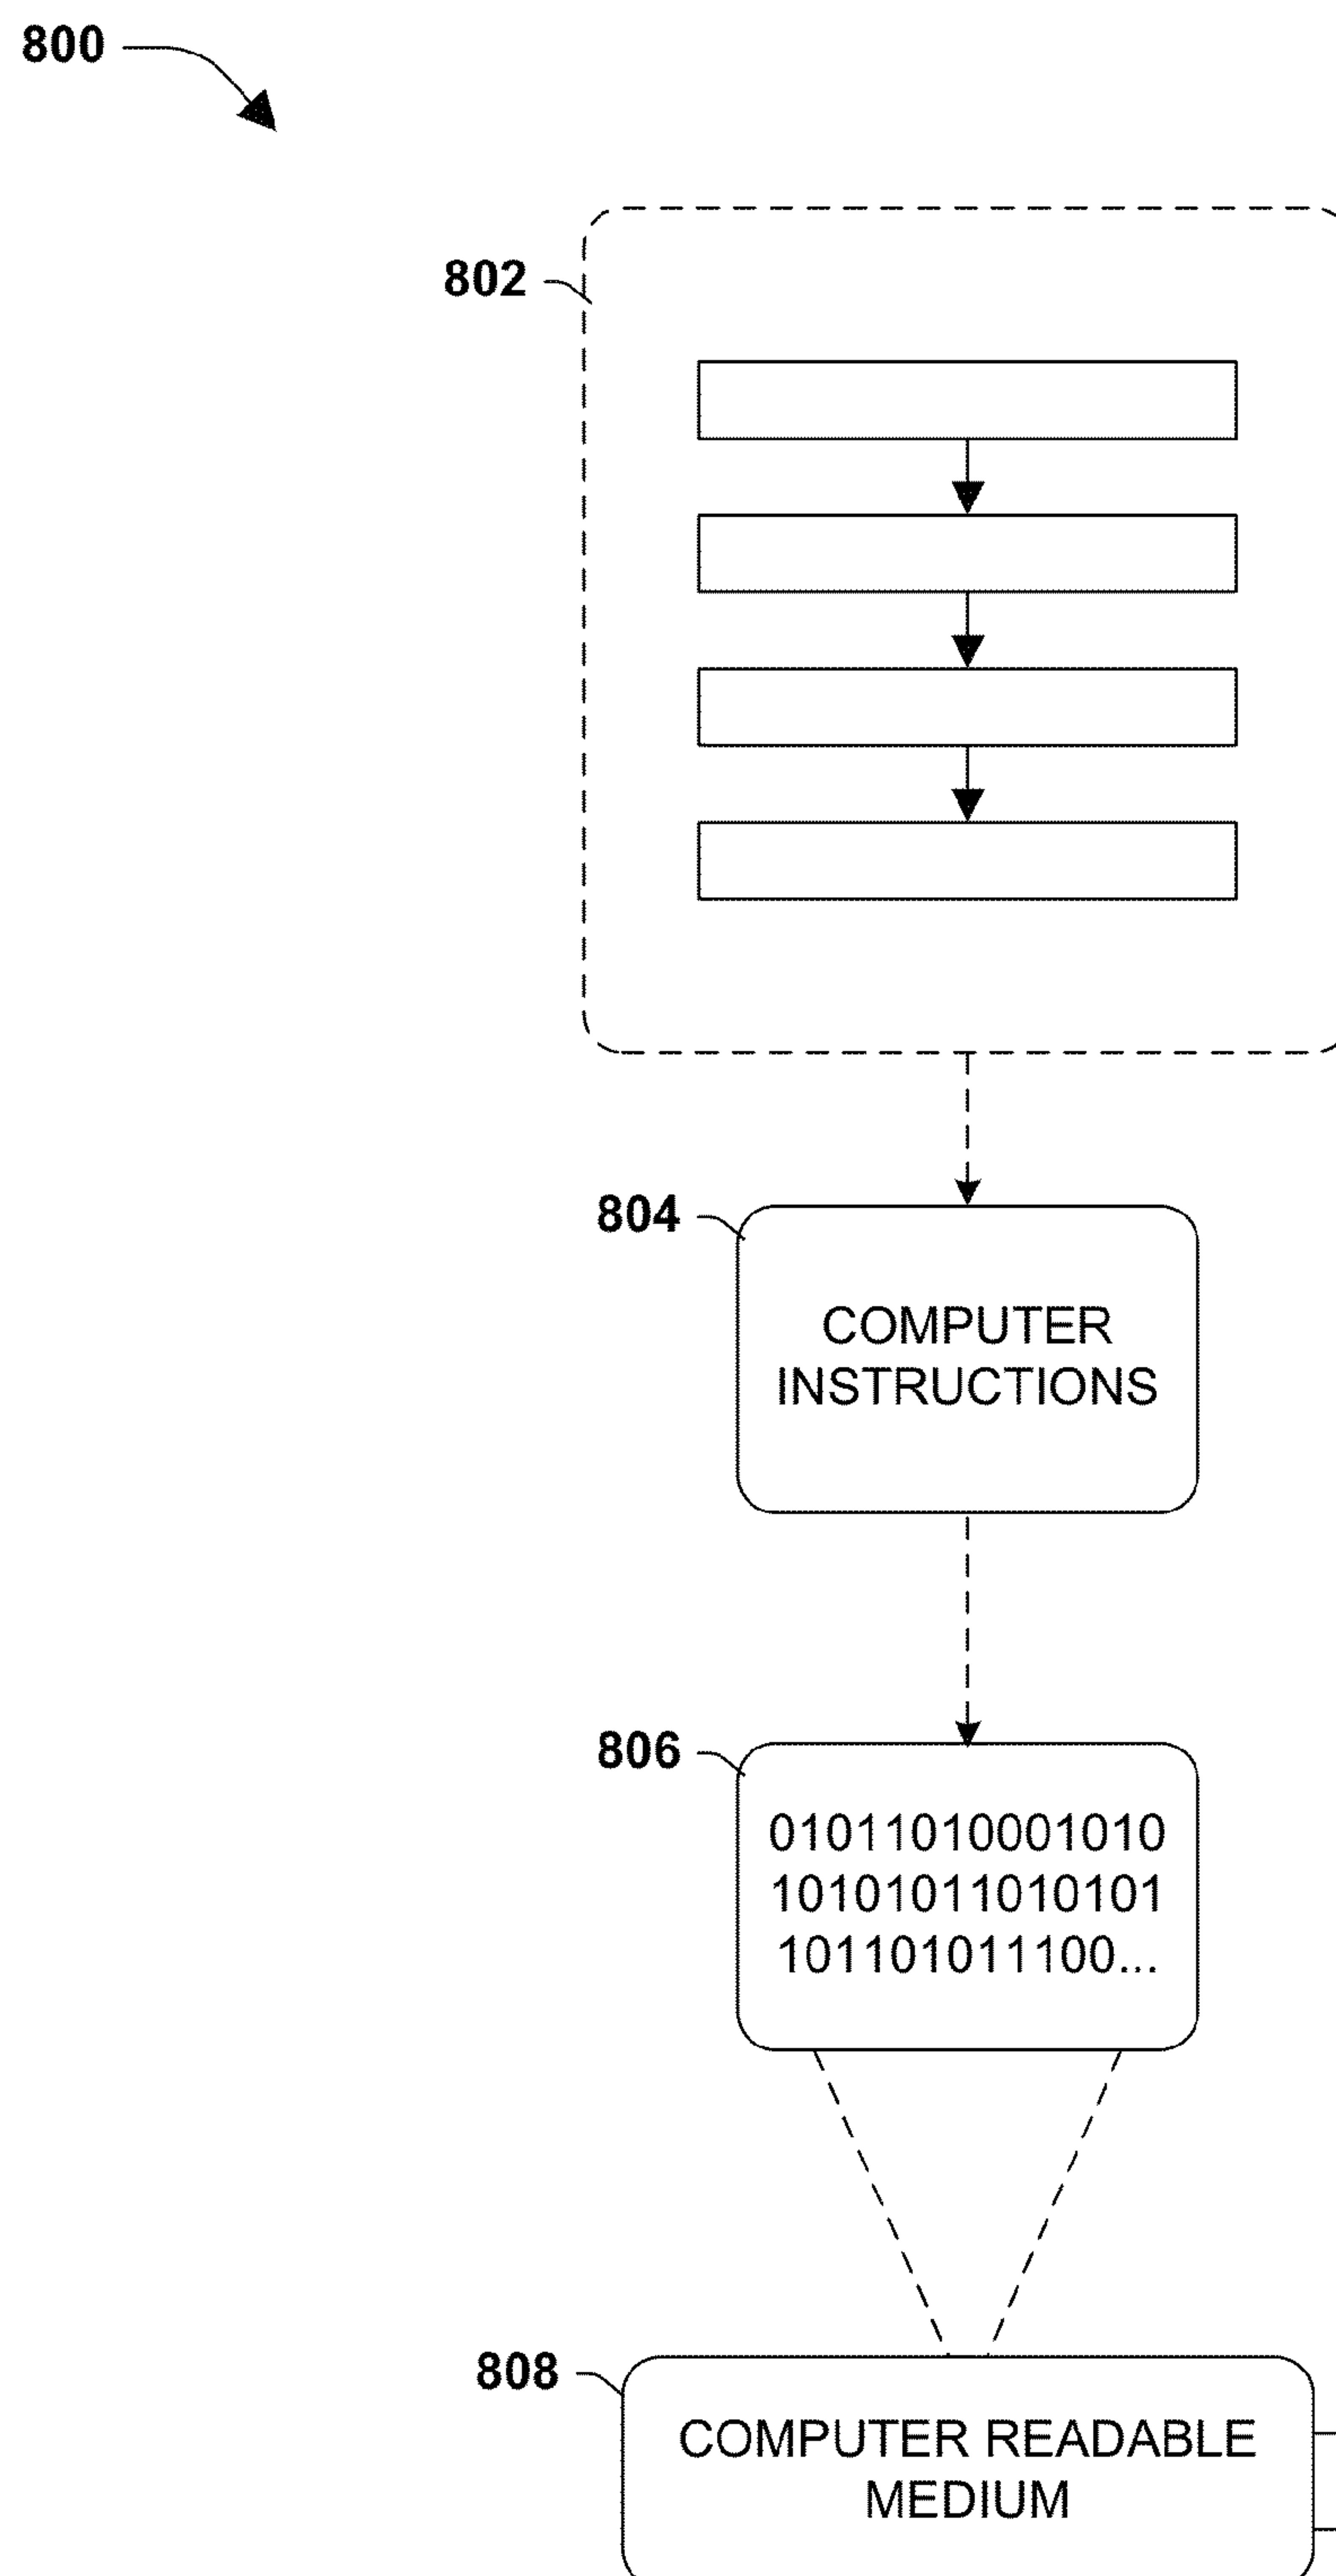 800
802
804
COMPUTER
INSTRUCTIONS
806
01011010001010
10101011010101
101101011100...
808
COMPUTER READABLE
MEDIUM